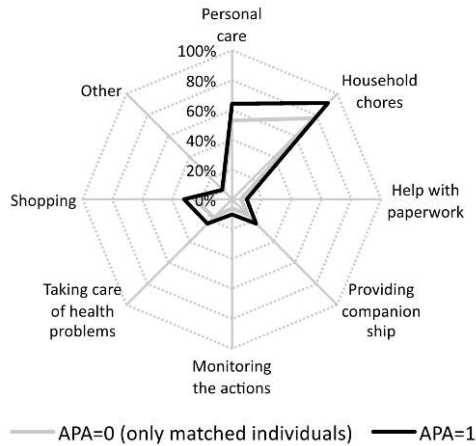 Personal
care
100%
80%
60%
40%
20%
0%
Household
chores
Help with
paperwork
Providing
companion
ship
Monitoring
the actions
Taking care
of health
problems
Shopping
Other
APA=0 (only matched individuals)
APA=1